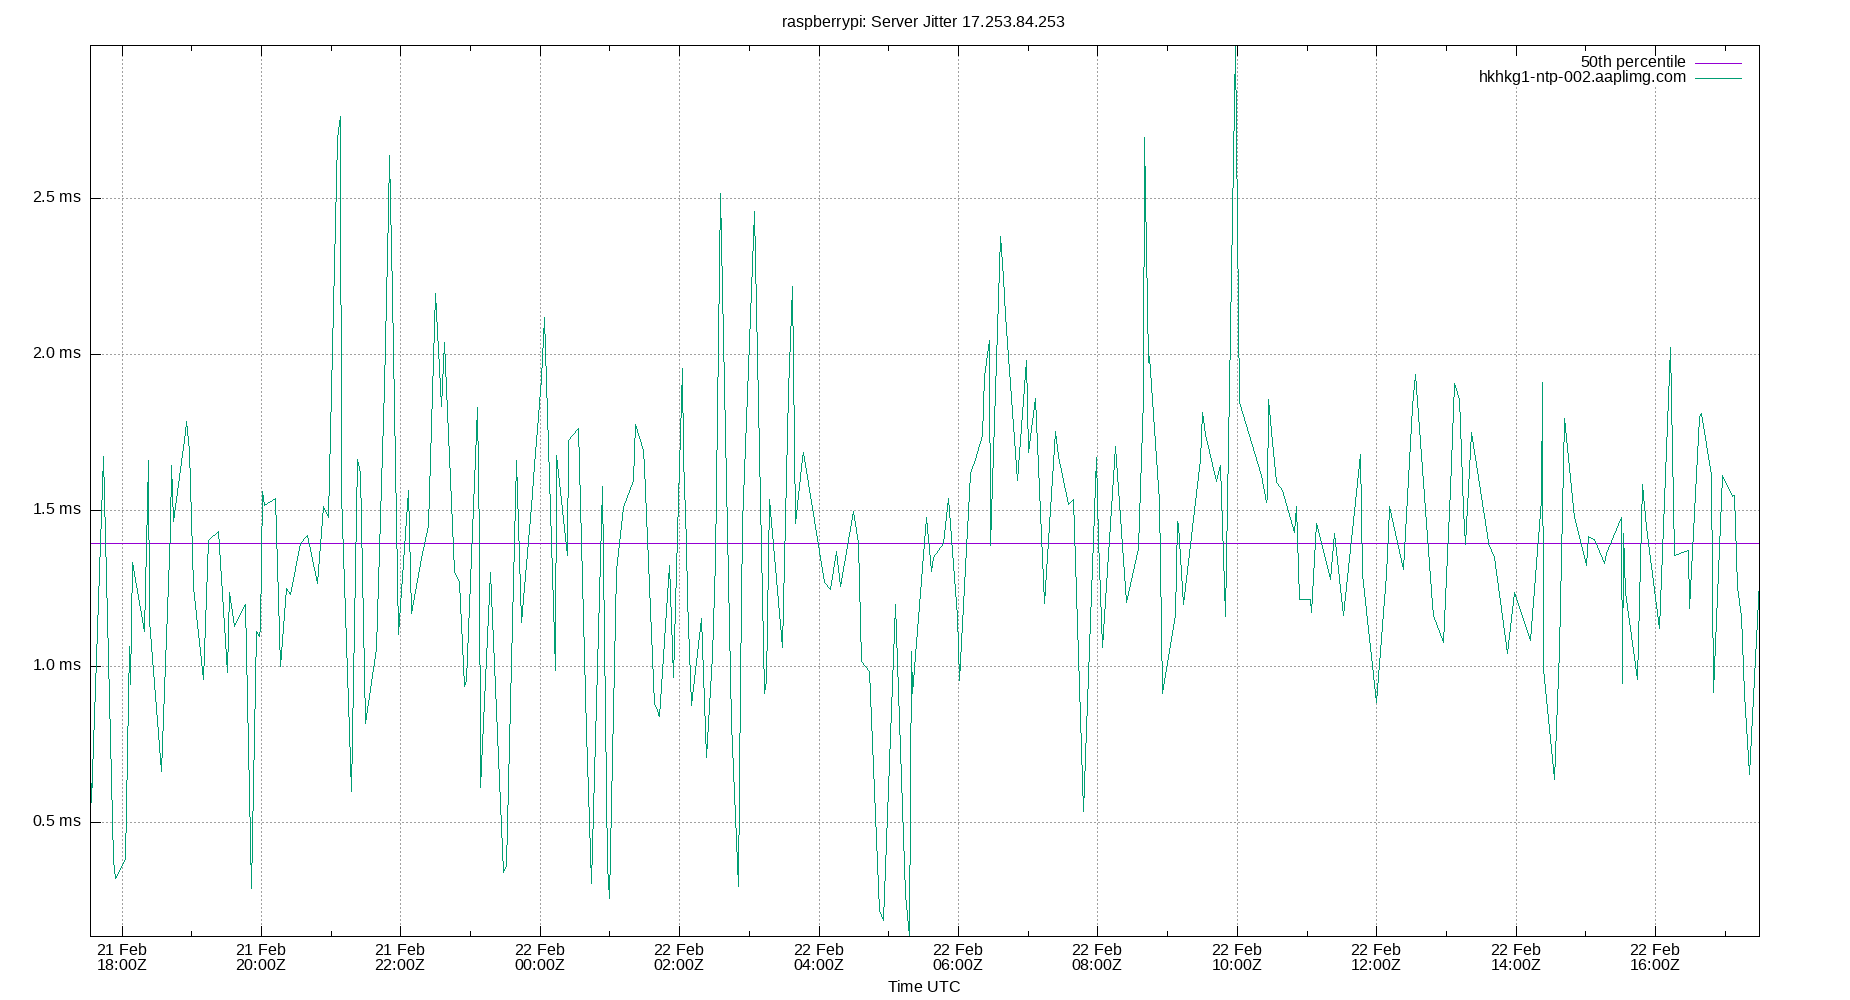 raspberrypi: Server Jitter 17.253.84.253
50th percentile
hkhkg1-ntp-002.aaplimg.com
2.5 ms
2.0 ms
1.5 ms
1.0 ms
0.5 ms
21 Feb 21 Feb 21 Feb 22 Feb 22 Feb 22 Feb 22 Feb 22 Feb 22 Feb 22 Feb 22 Feb 22 Feb
18:00Z 20:00Z 22:00Z 00:00Z 02:00Z 04:00Z 06:00Z 08:00Z 10:00Z 12:00Z 14:00Z 16:00Z
Time UTC